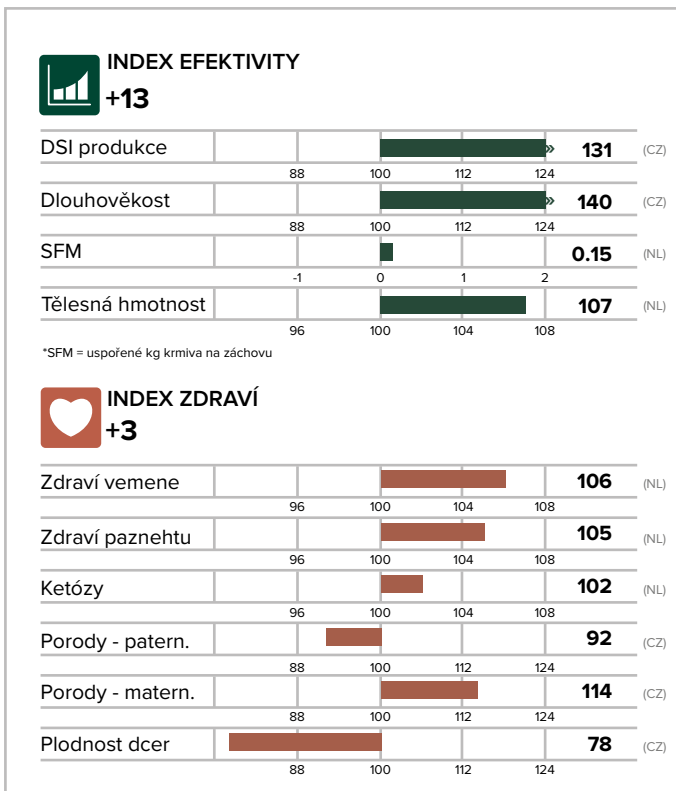 INDEX EFEKTIVITY
+13
DSI produkce » 131 (CZ)
88 100 112 124
Dlouhověkost » 140 (CZ)
88 100 112 124
SFM 0.15 (NL)
-1 0 1 2
Tělesná hmotnost 107 (NL)
96 100 104 108
*SFM = uspořené kg krmiva na záchovu
INDEX ZDRAVÍ
+3
Zdraví vemene 106 (NL)
96 100 104 108
Zdraví paznehtu 105 (NL)
96 100 104 108
Ketózy 102 (NL)
96 100 104 108
Porody - patern. 92 (CZ)
88 100 112 124
Porody - matern. 114 (CZ)
88 100 112 124
Plodnost dcer 78 (CZ)
88 100 112 124